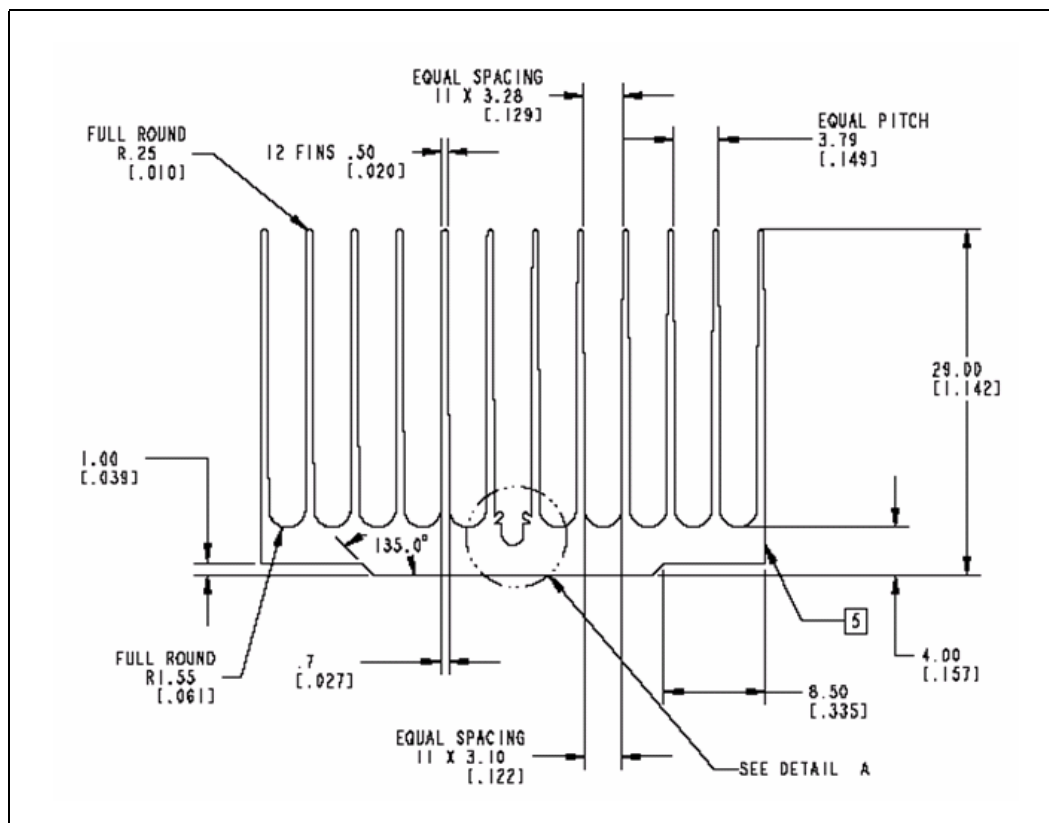 EQUAL SPACING
11 X 3.28
[.129]
EQUAL PITCH
3.79
[.149]
FULL ROUND
R.25
[.010]
12 FINS .50
[.020]
29.00
[1.142]
1.00
[.039]
135.0°
5
FULL ROUND
R1.55
[.061]
.7
[.027]
4.00
[.157]
8.50
[.335]
EQUAL SPACING
11 X 3.10
[.122]
SEE DETAIL A